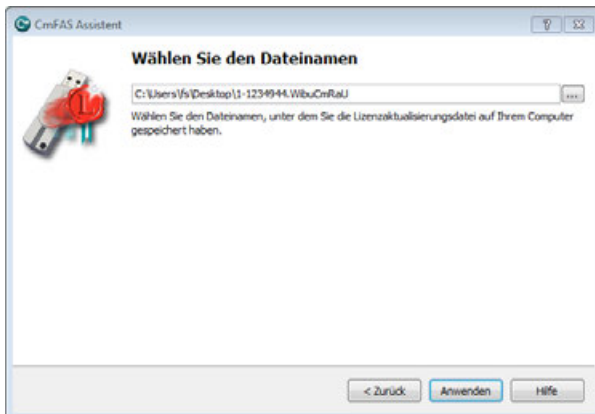 CmFAS Assistent
Wählen Sie den Dateinamen
C:\Users\fs\Desktop\1-1234944.WibuCmRaU
...
Wählen Sie den Dateinamen, unter dem Sie die Lizenzaktualisierungsdatei auf Ihrem Computer
gespeichert haben.
< Zurück
Anwenden
Hilfe